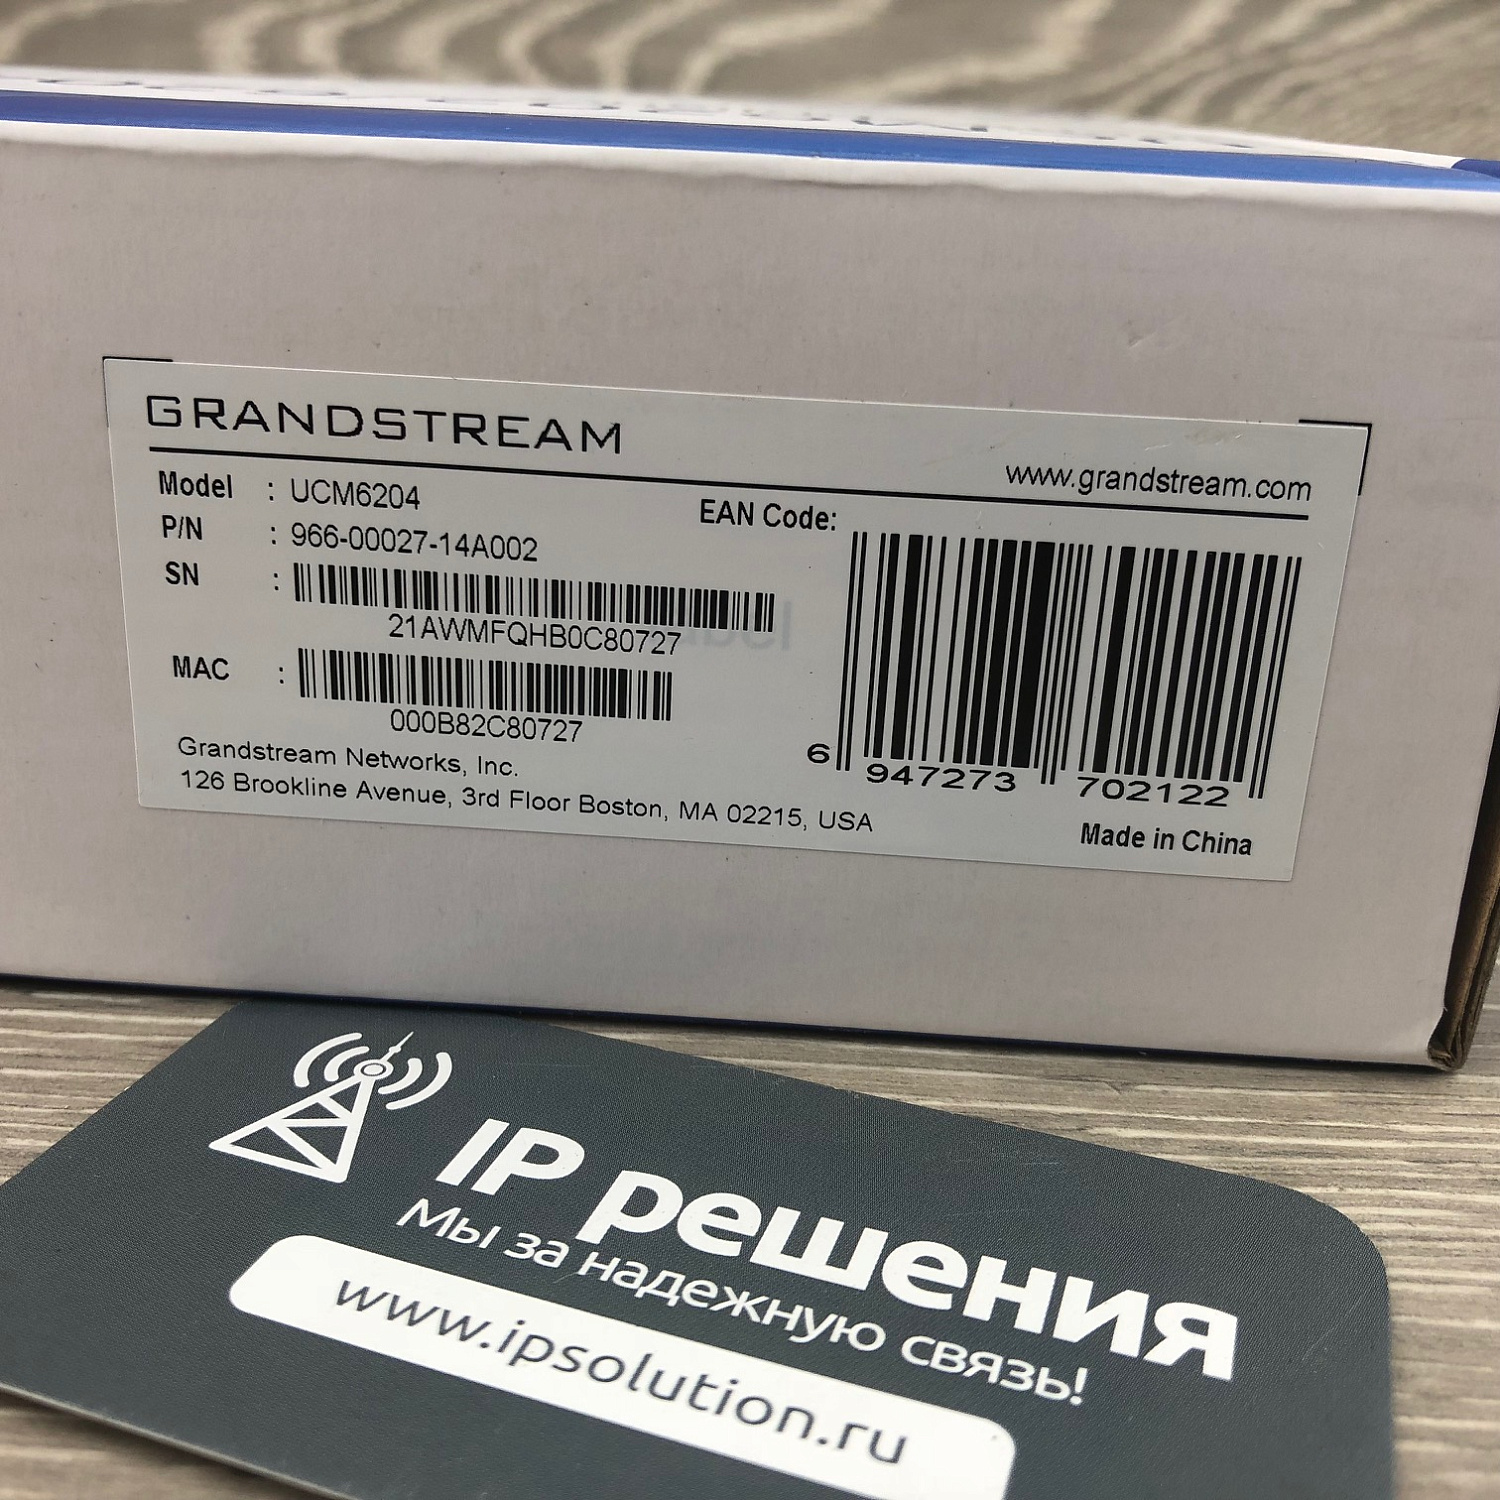 GRANDSTREAM
www.grandstream.com
Model : UCM6204
P/N : 966-00027-14A002
SN :
21AWMFQHB0C80727
MAC :
000B82C80727
Grandstream Networks, Inc.
126 Brookline Avenue, 3rd Floor Boston, MA 02215, USA
EAN Code:
6 947273 702122
Made in China
IP решения
Мы за надежную связь!
www.ipsolution.ru